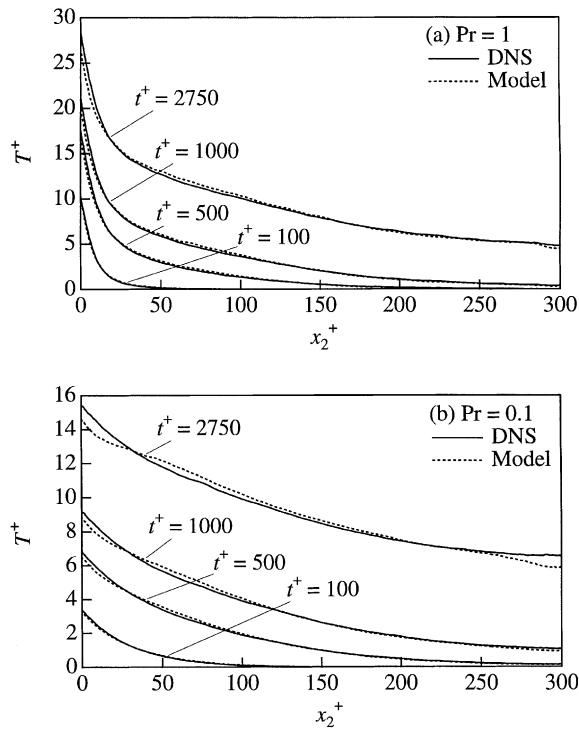 30
25
20
15
10
5
0
T⁺
(a) Pr = 1
DNS
Model
t⁺ = 2750
t⁺ = 1000
t⁺ = 500
t⁺ = 100
0 50 100 150 200 250 300
x₂⁺
16
14
12
10
8
6
4
2
0
T⁺
(b) Pr = 0.1
DNS
Model
t⁺ = 2750
t⁺ = 1000
t⁺ = 500
t⁺ = 100
0 50 100 150 200 250 300
x₂⁺